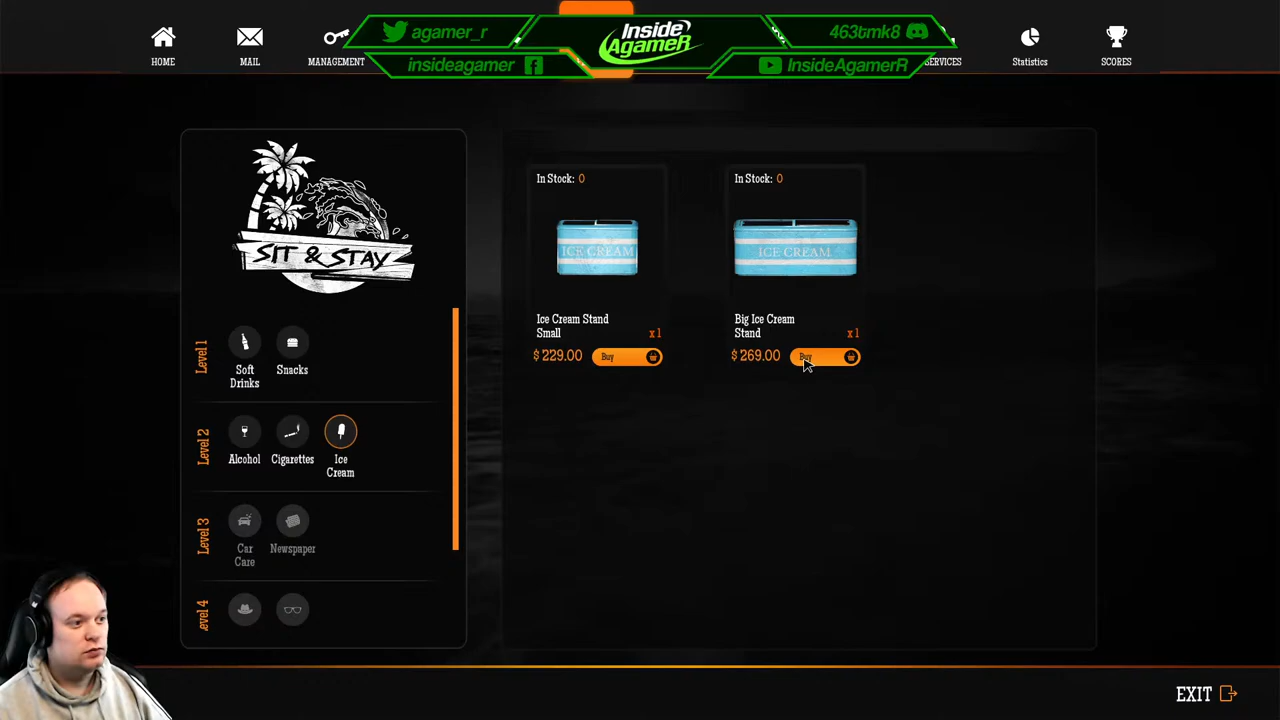 HOME
MAIL
MANAGEMENT
agamer_r
insideagamer
Inside
AgameR
463tmk8
InsideAgamerR
SERVICES
Statistics
SCORES
SIT & STAY
Level 1
Soft
Drinks
Snacks
Level 2
Alcohol
Cigarettes
Ice
Cream
Level 3
Car
Care
Newspaper
Level 4
In Stock: 0
ICE CREAM
Ice Cream Stand
Small
x1
$ 229.00
Buy
In Stock: 0
ICE CREAM
Big Ice Cream
Stand
x1
$ 269.00
Buy
EXIT